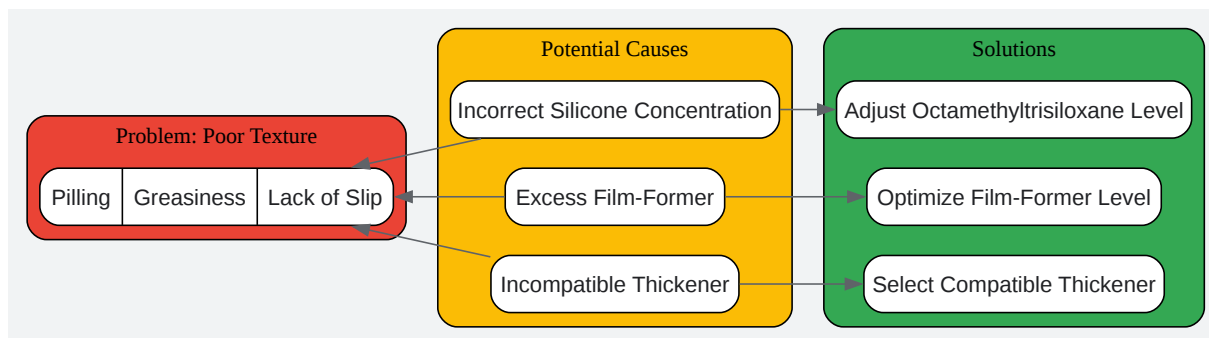 Problem: Poor Texture
Pilling
Greasiness
Lack of Slip
Potential Causes
Incorrect Silicone Concentration
Excess Film-Former
Incompatible Thickener
Solutions
Adjust Octamethyltrisiloxane Level
Optimize Film-Former Level
Select Compatible Thickener